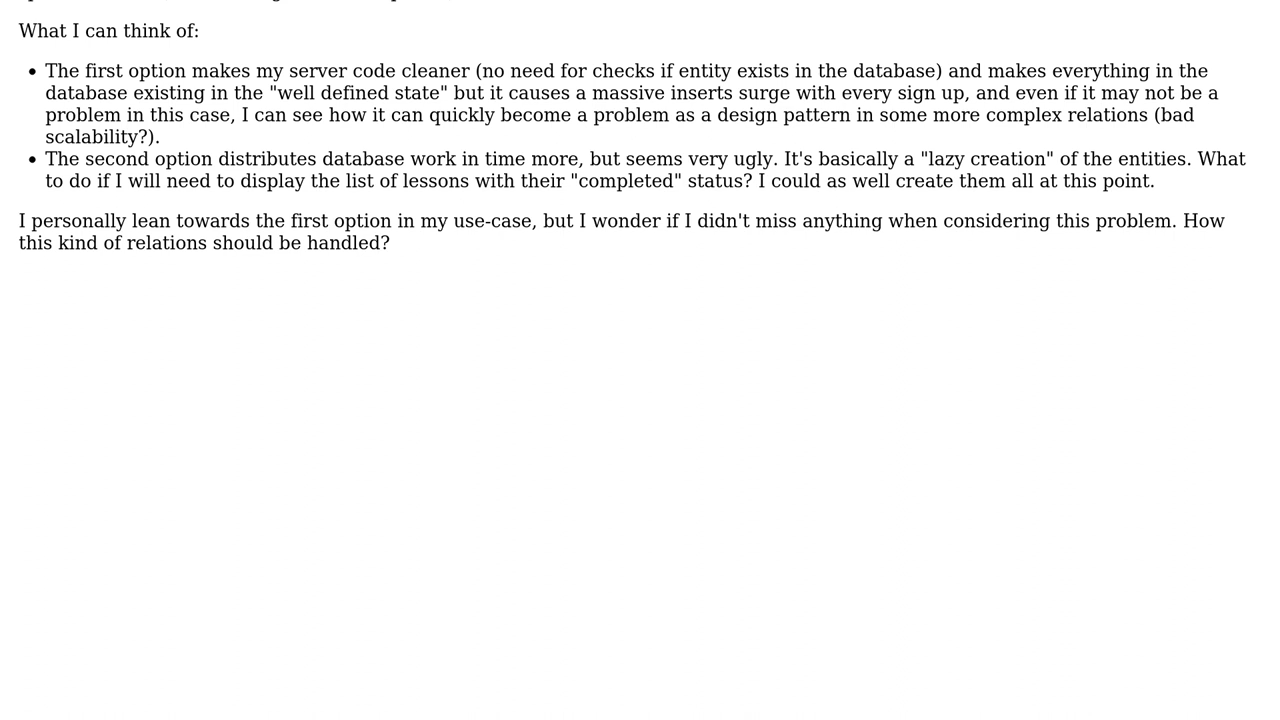 What I can think of:
The first option makes my server code cleaner (no need for checks if entity exists in the database) and makes everything in the
database existing in the "well defined state" but it causes a massive inserts surge with every sign up, and even if it may not be a
problem in this case, I can see how it can quickly become a problem as a design pattern in some more complex relations (bad
scalability?).
The second option distributes database work in time more, but seems very ugly. It's basically a "lazy creation" of the entities. What
to do if I will need to display the list of lessons with their "completed" status? I could as well create them all at this point.
I personally lean towards the first option in my use-case, but I wonder if I didn't miss anything when considering this problem. How
this kind of relations should be handled?